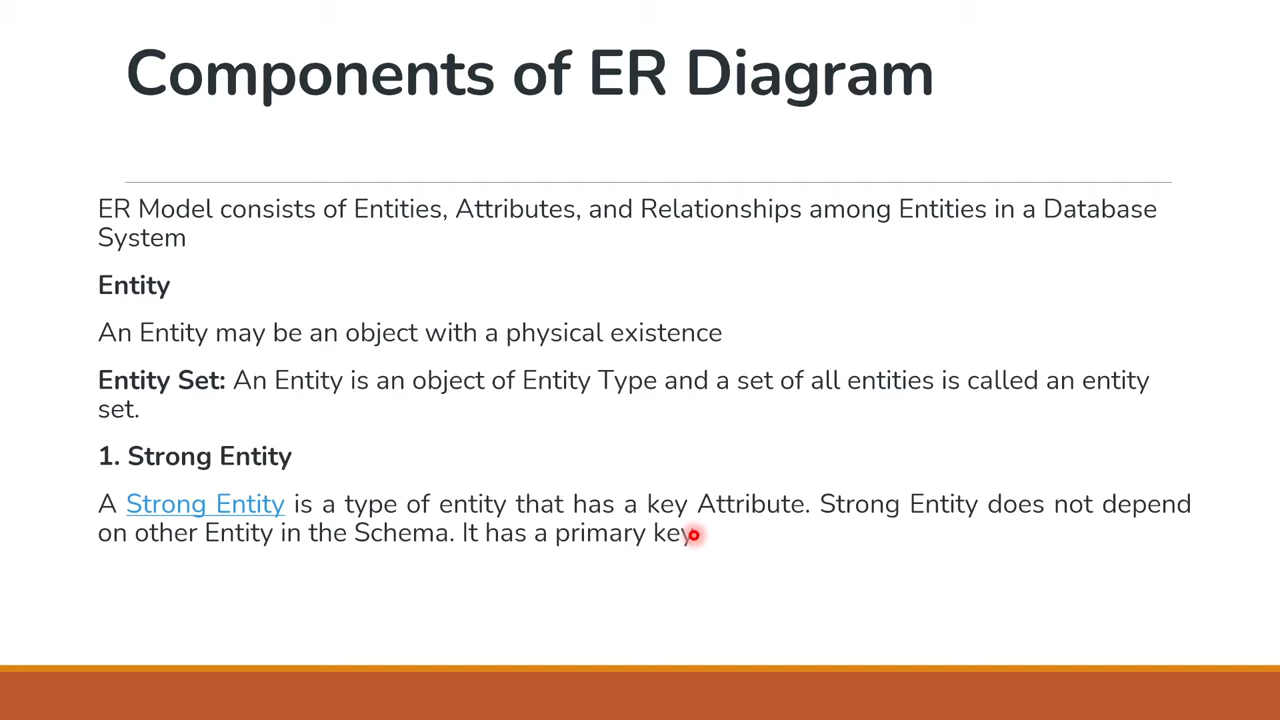 Components of ER Diagram
ER Model consists of Entities, Attributes, and Relationships among Entities in a Database
System
Entity
An Entity may be an object with a physical existence
Entity Set: An Entity is an object of Entity Type and a set of all entities is called an entity
set.
1. Strong Entity
A Strong Entity is a type of entity that has a key Attribute. Strong Entity does not depend
on other Entity in the Schema. It has a primary key